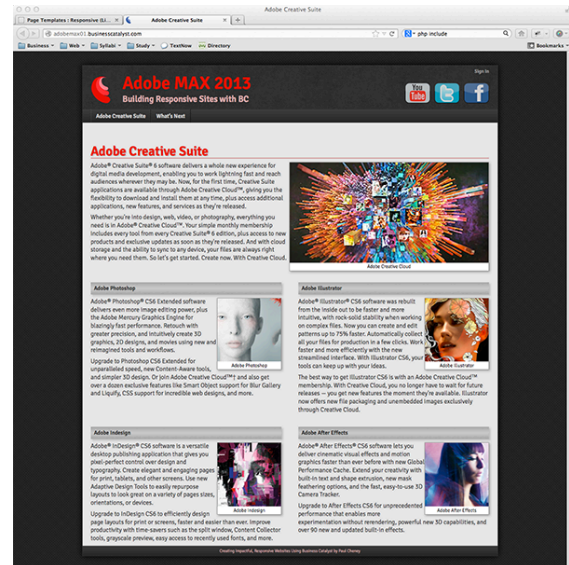 Adobe Creative Suite
Page Templates : Responsive (Li...
Adobe Creative Suite
adobemax01.businesscatalyst.com
php include
Business
Web
Syllabi
Study
TextNow
Directory
Bookmarks
Sign In
Adobe MAX 2013
Building Responsive Sites with BC
You
Tube
Adobe Creative Suite
What's Next
Adobe Creative Suite
Adobe® Creative Suite® 6 software delivers a whole new experience for
digital media development, enabling you to work lightning fast and reach
audiences wherever they may be. Now, for the first time, Creative Suite
applications are available through Adobe Creative Cloud™, giving you the
flexibility to download and install them at any time, plus access additional
applications, new features, and services as they're released.
Whether you're into design, web, video, or photography, everything you
need is in Adobe® Creative Cloud™. Your simple monthly membership
includes every tool from every Creative Suite® 6 edition, plus access to new
products and exclusive updates as soon as they're released. And with cloud
storage and the ability to sync to any device, your files are always right
where you need them. So let's get started. Create now. With Creative Cloud.
Adobe Creative Cloud
Adobe Photoshop
Adobe® Photoshop® CS6 Extended software
delivers even more image editing power, plus
the Adobe Mercury Graphics Engine for
blazingly fast performance. Retouch with
greater precision, and intuitively create 3D
graphics, 2D designs, and movies using new and
reimagined tools and workflows.
Upgrade to Photoshop CS6 Extended for
unparalleled speed, new Content-Aware tools,
and simpler 3D design. Or join Adobe Creative Cloud™† and also get
over a dozen exclusive features like Smart Object support for Blur Gallery
and Liquify, CSS support for incredible web designs, and more.
Adobe Photoshop
Adobe Illustrator
Adobe® Illustrator® CS6 software was rebuilt
from the inside out to be faster and more
intuitive, with rock-solid stability when working
on complex files. Now you can create and edit
patterns up to 75% faster. Automatically collect
all your files for production in a few clicks. Work
faster and more efficiently with the new
streamlined interface. With Illustrator CS6, your
tools can keep up with your ideas.
The best way to get Illustrator CS6 is with an Adobe Creative Cloud™
membership. With Creative Cloud, you no longer have to wait for future
releases — you get new features the moment they're available. Illustrator
now offers new file packaging and unembedded images exclusively
through Creative Cloud.
Adobe Illustrator
Adobe Indesign
Adobe® InDesign® CS6 software is a versatile
desktop publishing application that gives you
pixel-perfect control over design and
typography. Create elegant and engaging pages
for print, tablets, and other screens. Use new
Adaptive Design Tools to easily repurpose
layouts to look great on a variety of pages sizes,
orientations, or devices.
Upgrade to InDesign CS6 to efficiently design
page layouts for print or screens, faster and easier than ever. Improve
productivity with time-savers such as the split window, Content Collector
tools, grayscale preview, easy access to recently used fonts, and more.
Adobe Indesign
Adobe After Effects
Adobe® After Effects® CS6 software lets you
deliver cinematic visual effects and motion
graphics faster than ever before with new Global
Performance Cache. Extend your creativity with
built-in text and shape extrusion, new mask
feathering options, and the fast, easy-to-use 3D
Camera Tracker.
Upgrade to After Effects CS6 for unprecedented
performance that enables more
experimentation without rerendering, powerful new 3D capabilities, and
over 90 new and updated built-in effects.
Adobe After Effects
Creating Impactful, Responsive Websites Using Business Catalyst by Paul Cheney